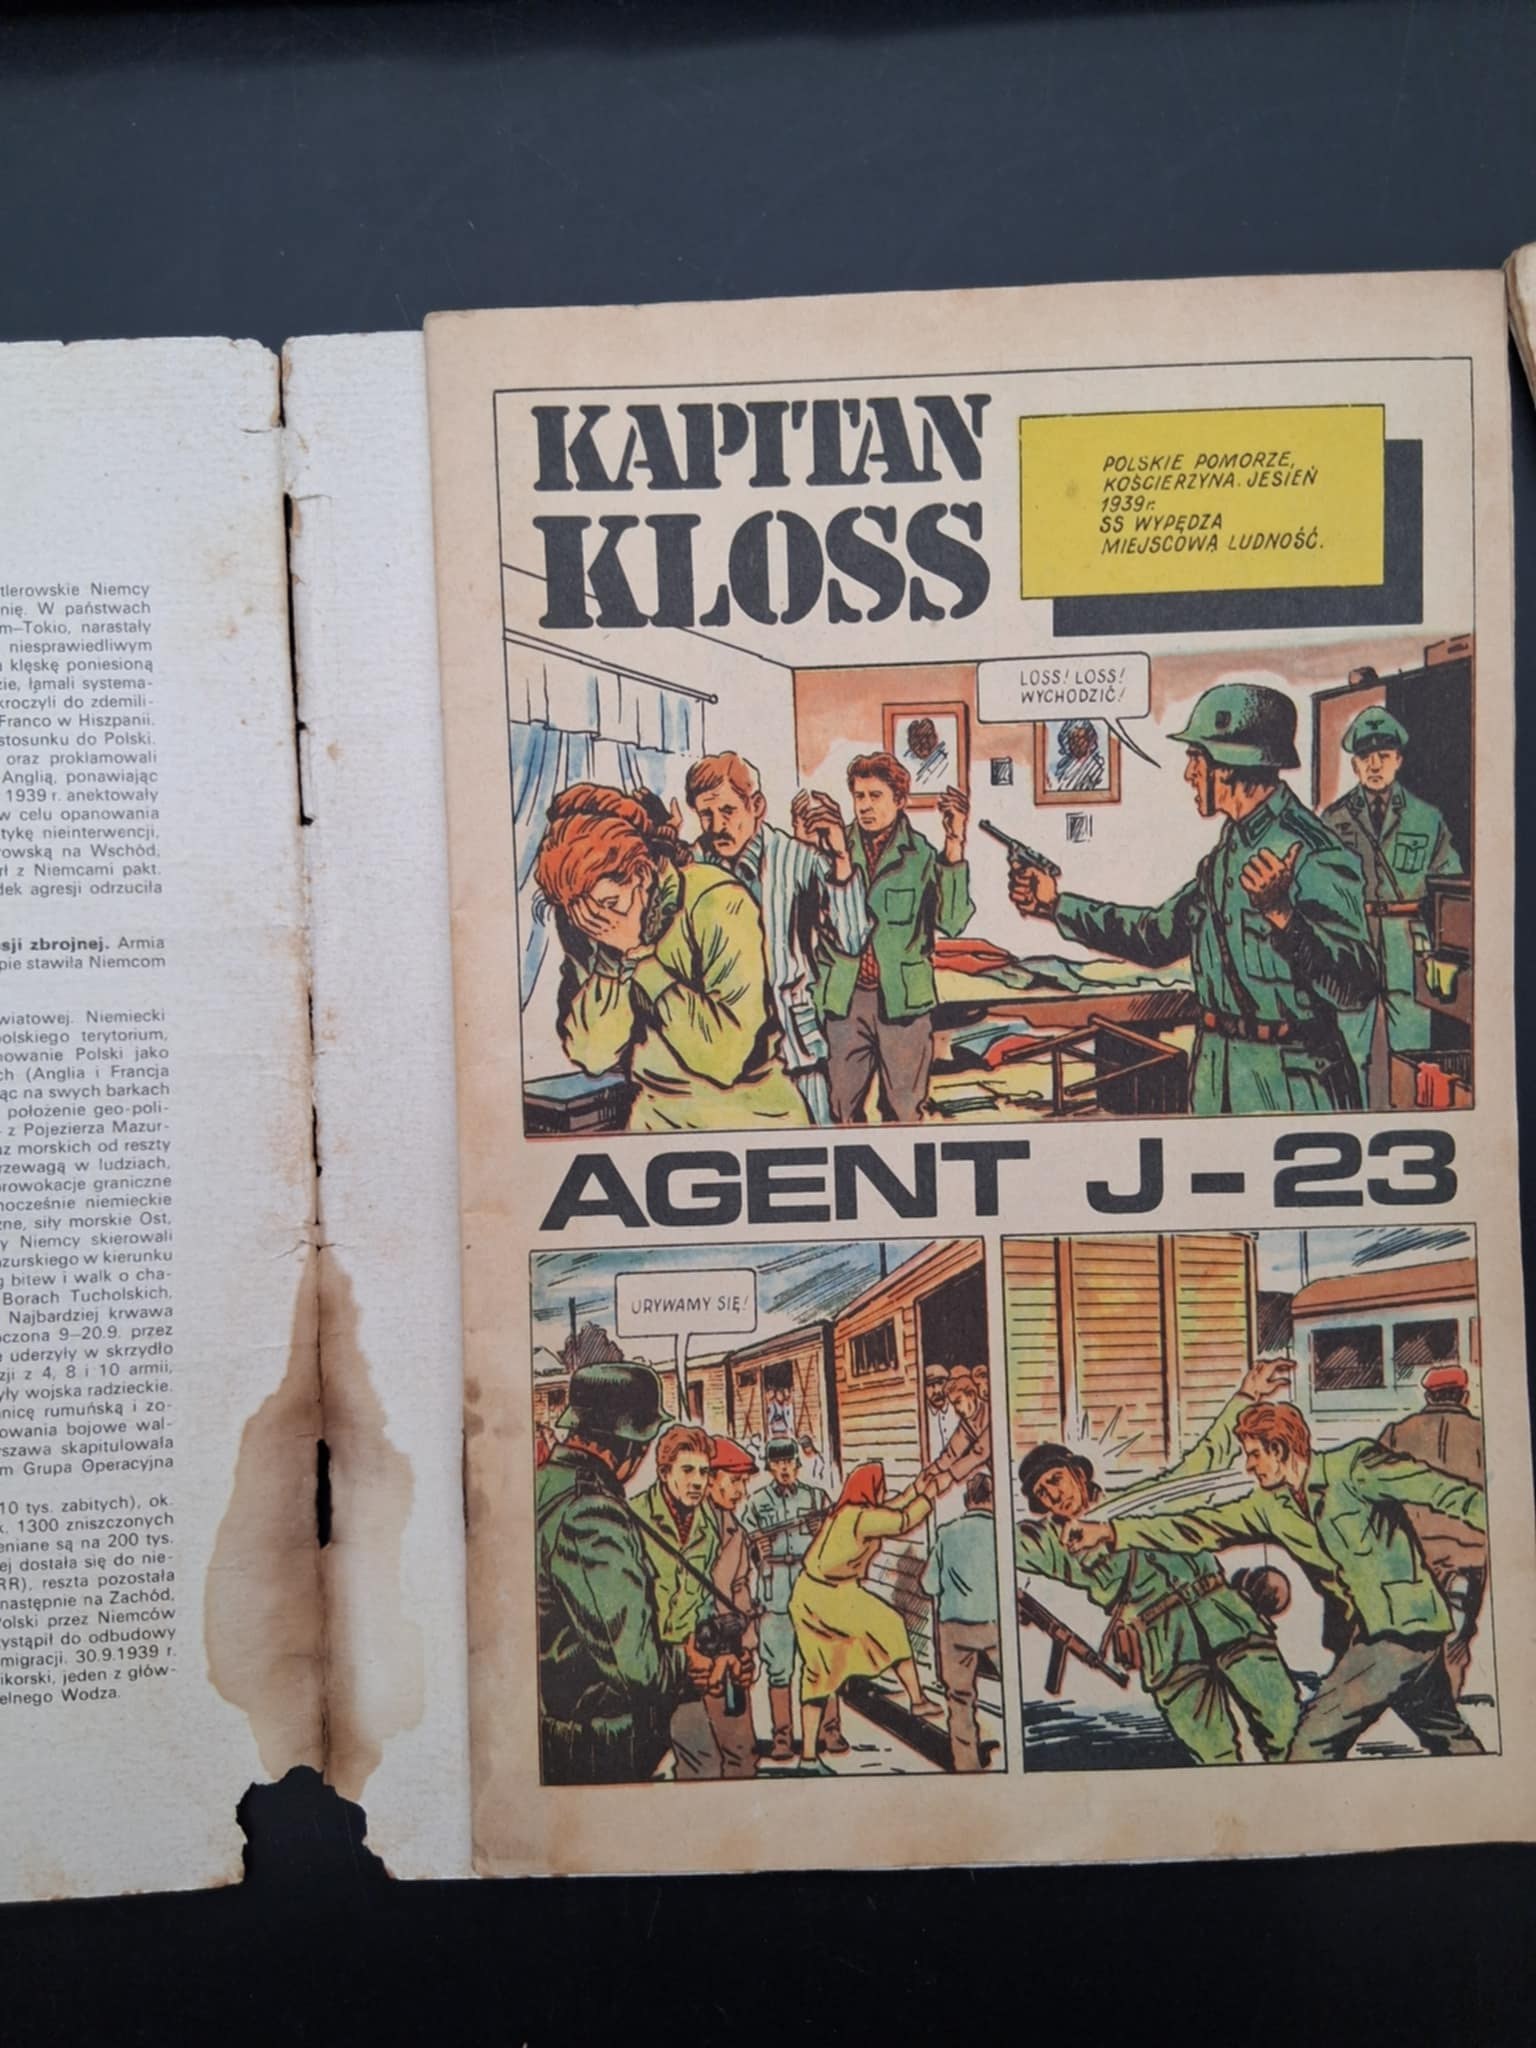 tlerowskie Niemcy
nię. W państwach
m–Tokio, narastały
niesprawiedliwym
klęskę poniesioną
zie, łamali systema-
kroczyli do zdemili-
Franco w Hiszpanii.
stosunku do Polski.
oraz proklamowali
Anglią, ponawiając
1939 r. anektowały
w celu opanowania
tykę nieinterwencji,
owską na Wschód,
rł z Niemcami pakt.
dek agresji odrzuciła
sji zbrojnej. Armia
pie stawiła Niemcom
wiatowej. Niemiecki
polskiego terytorium,
nowanie Polski jako
ch (Anglia i Francja
ąc na swych barkach
położenie geo-poli-
z Pojezierza Mazur-
az morskich od reszty
rzewagą w ludziach,
prowokacje graniczne
nocześnie niemieckie
zne, siły morskie Ost,
y Niemcy skierowali
azurskiego w kierunku
g bitew i walk o cha-
Borach Tucholskich,
Najbardziej krwawa
oczona 9–20.9. przez
e uderzyły w skrzydło
zji z 4, 8 i 10 armii,
yły wojska radzieckie.
nicę rumuńską i zo-
owania bojowe wal-
szawa skapitulowała
m Grupa Operacyjna
10 tys. zabitych), ok.
k. 1300 zniszczonych
eniane są na 200 tys.
ej dostała się do nie-
RR), reszta pozostała
następnie na Zachód,
Polski przez Niemców
ystąpił do odbudowy
migracji. 30.9.1939 r.
ikorski, jeden z głów-
elnego Wodza.
KAPITAN
KLOSS
POLSKIE POMORZE,
KOŚCIERZYNA. JESIEŃ
1939r.
SS WYPĘDZA
MIEJSCOWĄ LUDNOŚĆ.
LOSS! LOSS!
WYCHODZIĆ!
AGENT J-23
URYWAMY SIĘ!